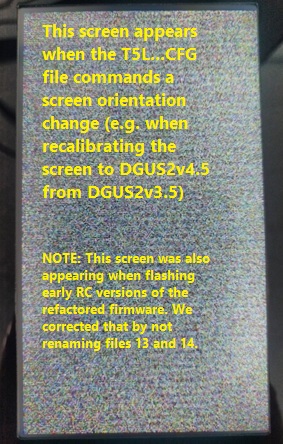 This screen appears
when the T5L...CFG
file commands a
screen orientation
change (e.g. when
recalibrating the
screen to DGUS2v4.5
from DGUS2v3.5)
NOTE: This screen was also
appearing when flashing
early RC versions of the
refactored firmware. We
corrected that by not
renaming files 13 and 14.